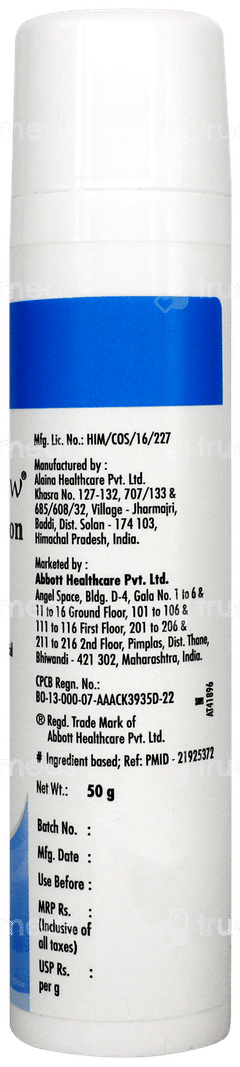 w®
on
al
Mfg. Lic. No.: HIM/COS/16/227
Manufactured by :
Alaina Healthcare Pvt. Ltd.
Khasra No. 127-132, 707/133 &
685/608/32, Village - Jharmajri,
Baddi, Dist. Solan - 174 103,
Himachal Pradesh, India.
Marketed by :
Abbott Healthcare Pvt. Ltd.
Angel Space, Bldg. D-4, Gala No. 1 to 6 &
11 to 16 Ground Floor, 101 to 106 &
111 to 116 First Floor, 201 to 206 &
211 to 216 2nd Floor, Pimplas, Dist. Thane,
Bhiwandi - 421 302, Maharashtra, India.
CPCB Regn. No.:
BO-13-000-07-AAACK3935D-22
AT41896
® Regd. Trade Mark of
Abbott Healthcare Pvt. Ltd.
# Ingredient based; Ref: PMID - 21925372
Net Wt.: 50 g
Batch No. :
Mfg. Date :
Use Before :
MRP Rs. :
(Inclusive of
all taxes)
USP Rs. :
per g